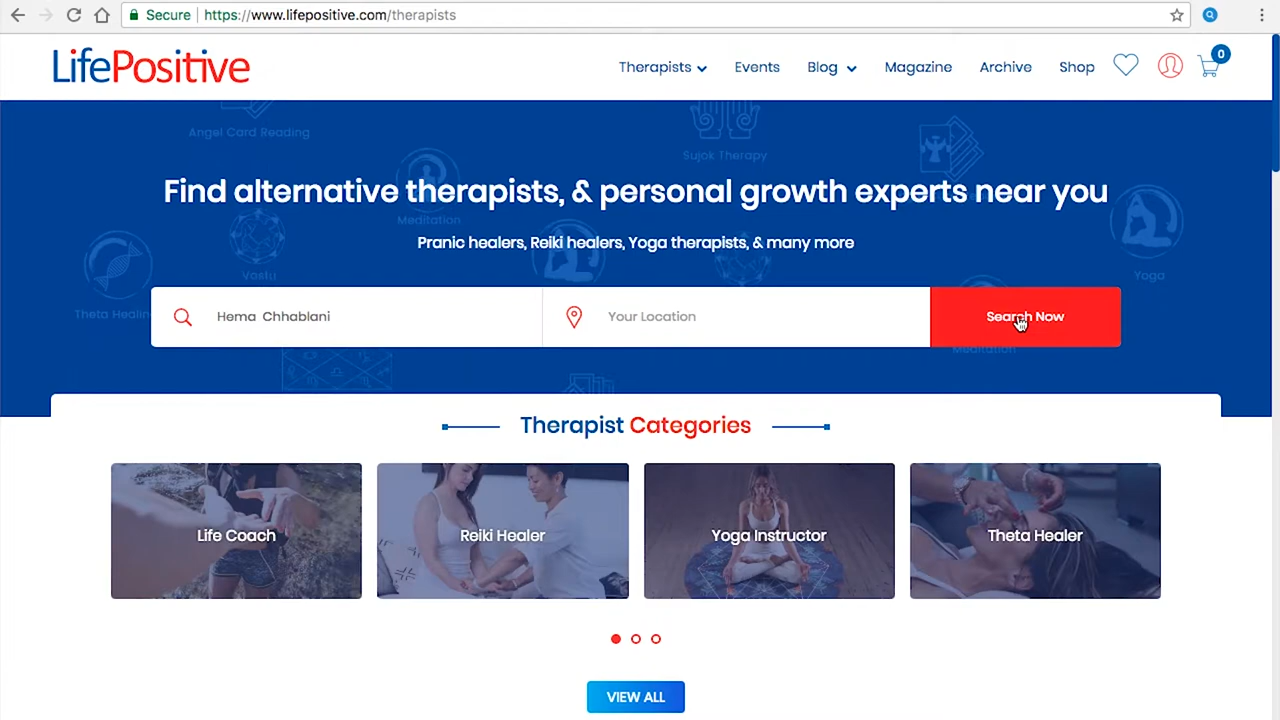 Secure https://www.lifepositive.com/therapists
LifePositive
Therapists Events Blog Magazine Archive Shop 0
Angel Card Reading
Sujok Therapy
Find alternative therapists, & personal growth experts near you
Meditation
Pranic healers, Reiki healers, Yoga therapists, & many more
Vastu
Yoga
Theta Healing
Hema Chhablani Your Location Search Now
Meditation
Therapist Categories
Life Coach Reiki Healer Yoga Instructor Theta Healer
VIEW ALL